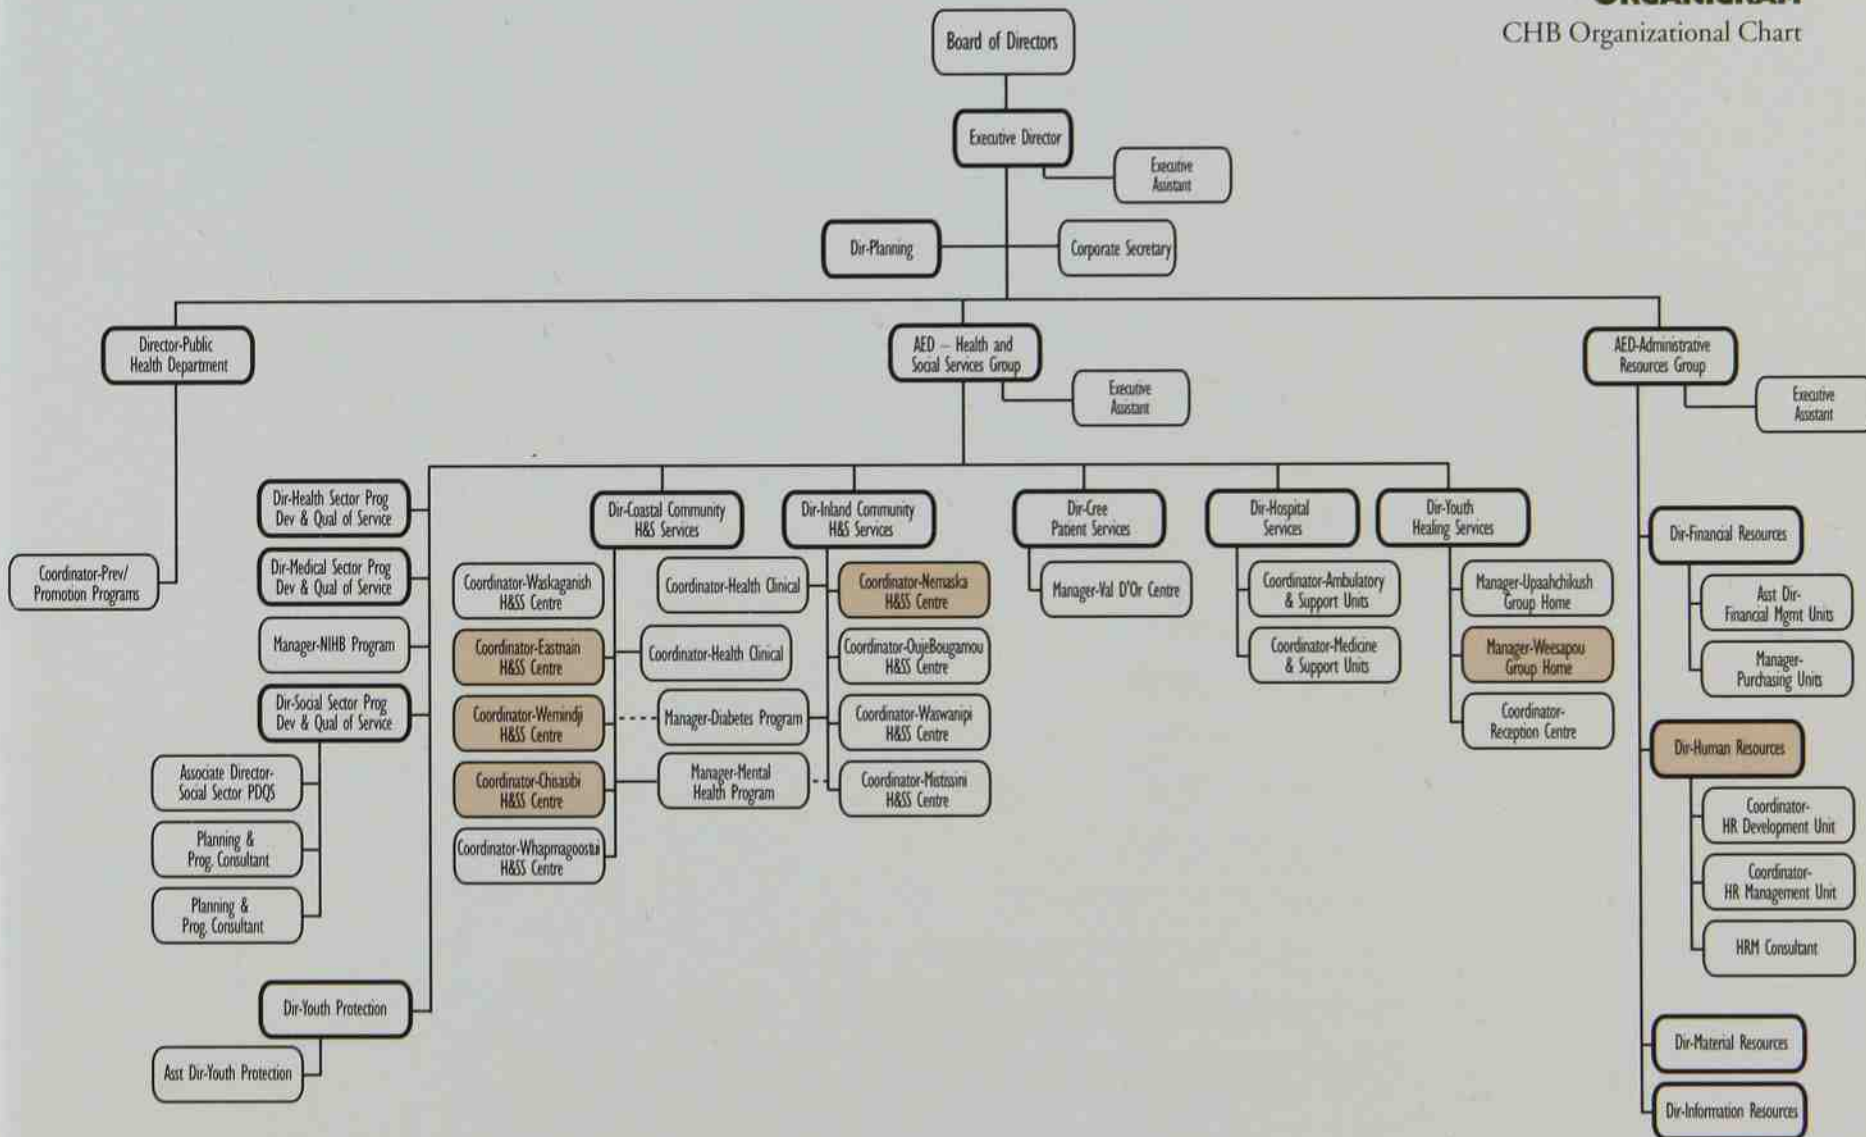 ORGANIGRAM
CHB Organizational Chart
Board of Directors
Executive Director
Executive
Assistant
Dir-Planning
Corporate Secretary
Director-Public
Health Department
AED – Health and
Social Services Group
AED-Administrative
Resources Group
Executive
Assistant
Executive
Assistant
Dir-Health Sector Prog
Dev & Qual of Service
Dir-Coastal Community
H&S Services
Dir-Inland Community
H&S Services
Dir-Cree
Patient Services
Dir-Hospital
Services
Dir-Youth
Healing Services
Dir-Financial Resources
Coordinator-Prev/
Promotion Programs
Dir-Medical Sector Prog
Dev & Qual of Service
Coordinator-Waskaganish
H&SS Centre
Coordinator-Health Clinical
Coordinator-Nemaska
H&SS Centre
Manager-Val D'Or Centre
Coordinator-Ambulatory
& Support Units
Manager-Upaahchikush
Group Home
Asst Dir-
Financial Mgmt Units
Manager-NIHB Program
Coordinator-Eastnain
H&SS Centre
Coordinator-Health Clinical
Coordinator-OujeBougamou
H&SS Centre
Coordinator-Medicine
& Support Units
Manager-Weesapou
Group Home
Manager-
Purchasing Units
Dir-Social Sector Prog
Dev & Qual of Service
Coordinator-Wemindji
H&SS Centre
Manager-Diabetes Program
Coordinator-Waswanipi
H&SS Centre
Coordinator-
Reception Centre
Dir-Human Resources
Associate Director-
Social Sector PDQS
Coordinator-Chisasibi
H&SS Centre
Manager-Mental
Health Program
Coordinator-Mistissini
H&SS Centre
Coordinator-
HR Development Unit
Planning &
Prog. Consultant
Coordinator-Whapmagoostui
H&SS Centre
Coordinator-
HR Management Unit
Planning &
Prog. Consultant
HRM Consultant
Dir-Youth Protection
Dir-Material Resources
Asst Dir-Youth Protection
Dir-Information Resources